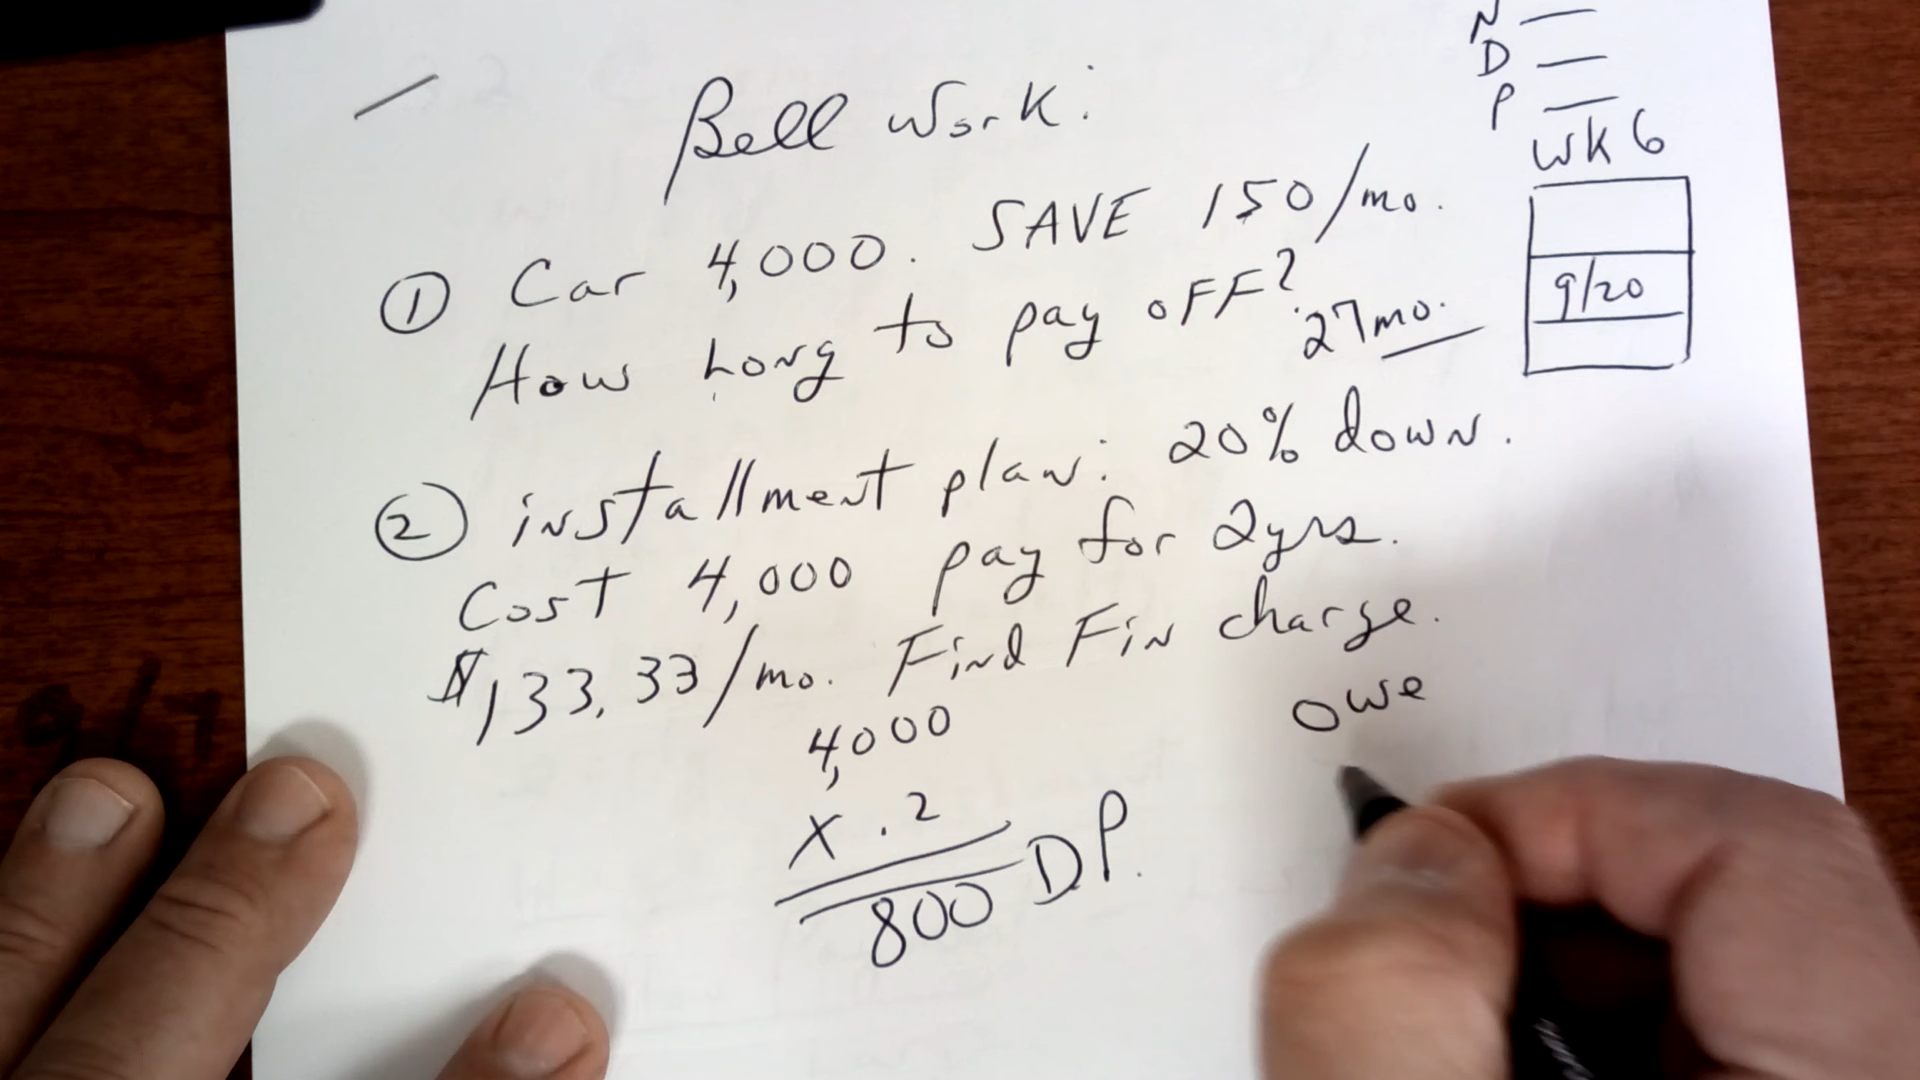 N
D
P
WK 6
9/20
Bell Work:
① Car 4,000. SAVE 150/mo.
How Long to pay off?
27mo.
② installment plan: 20% down.
Cost 4,000 pay for 2yrs.
$133.33/mo. Find Fin charge.
4,000
X .2
800 DP.
owe